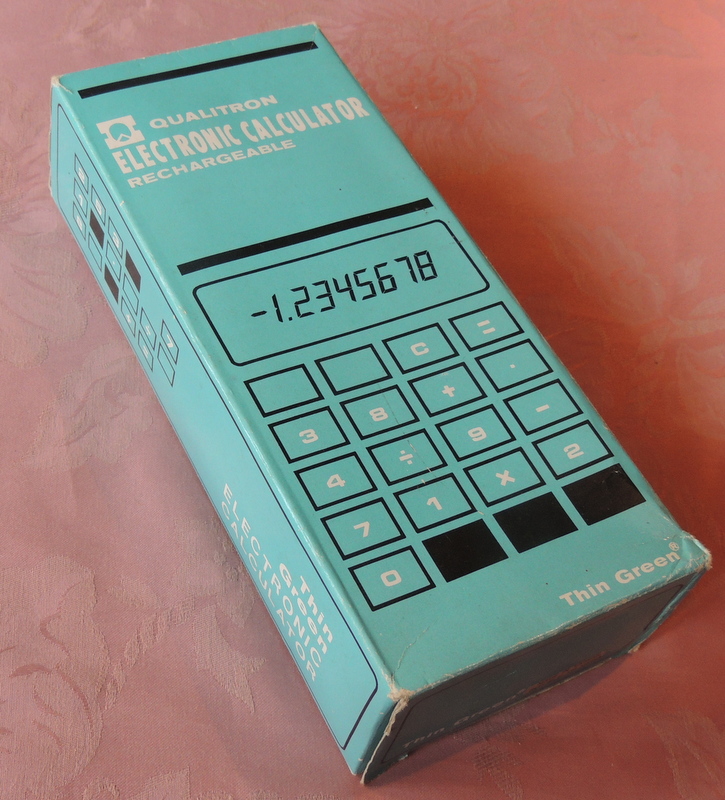 QUALITRON
ELECTRONIC CALCULATOR
RECHARGEABLE
-1.2345678
C =
3 8 + .
4 ÷ 9 -
7 1 x 2
0
Thin Green®
Thin
Green
ELECTRONIC
CALCULATOR